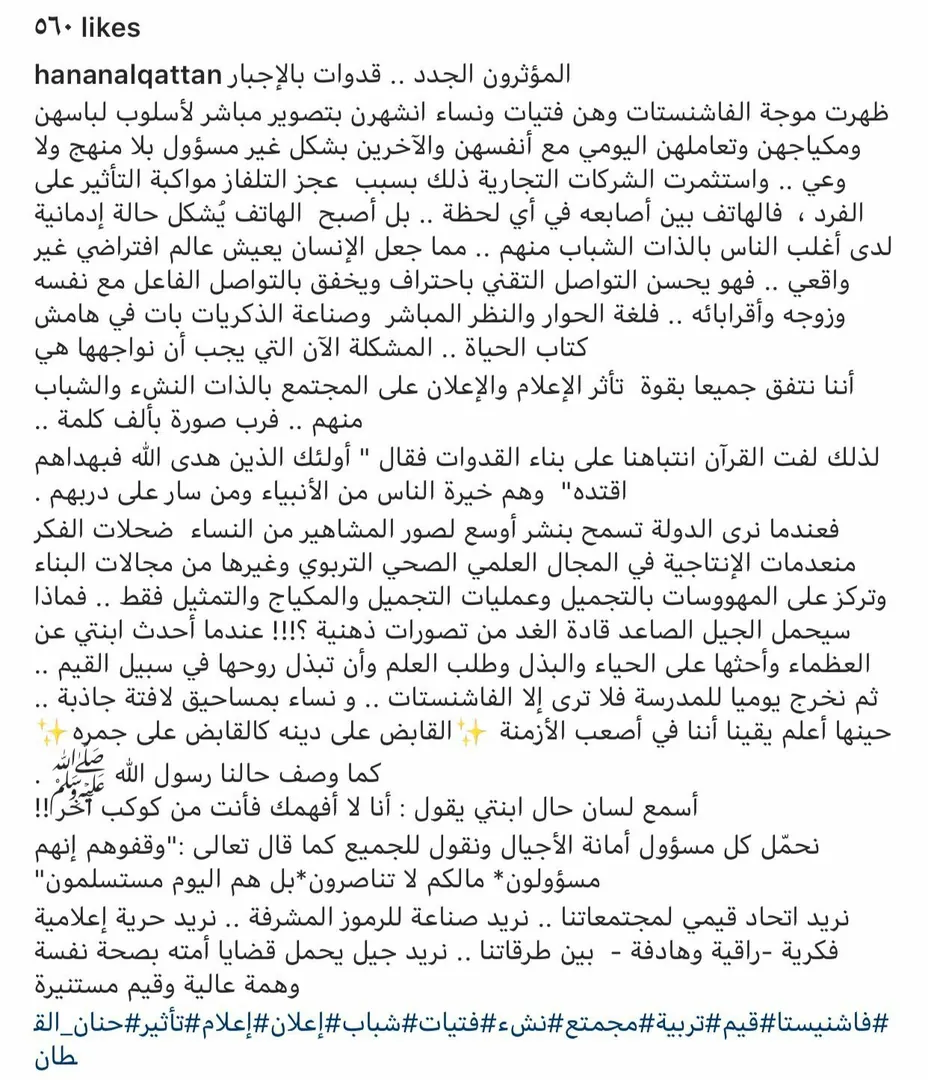 ٥٦٠ likes
hananalqattan المؤثرون الجدد .. قدوات بالإجبار
ظهرت موجة الفاشنستات وهن فتيات ونساء انشهرن بتصوير مباشر لأسلوب لباسهن
ومكياجهن وتعاملهن اليومي مع أنفسهن والآخرين بشكل غير مسؤول بلا منهج ولا
وعي .. واستثمرت الشركات التجارية ذلك بسبب عجز التلفاز مواكبة التأثير على
الفرد ، فالهاتف بين أصابعه في أي لحظة .. بل أصبح الهاتف يُشكل حالة إدمانية
لدى أغلب الناس بالذات الشباب منهم .. مما جعل الإنسان يعيش عالم افتراضي غير
واقعي .. فهو يحسن التواصل التقني باحتراف ويخفق بالتواصل الفاعل مع نفسه
وزوجه وأقرابائه .. فلغة الحوار والنظر المباشر وصناعة الذكريات بات في هامش
كتاب الحياة .. المشكلة الآن التي يجب أن نواجهها هي
أننا نتفق جميعا بقوة تأثر الإعلام والإعلان على المجتمع بالذات النشء والشباب
منهم .. فرب صورة بألف كلمة ..
لذلك لفت القرآن انتباهنا على بناء القدوات فقال " أولئك الذين هدى الله فبهداهم
اقتده" وهم خيرة الناس من الأنبياء ومن سار على دربهم .
فعندما نرى الدولة تسمح بنشر أوسع لصور المشاهير من النساء ضحلات الفكر
منعدمات الإنتاجية في المجال العلمي الصحي التربوي وغيرها من مجالات البناء
وتركز على المهووسات بالتجميل وعمليات التجميل والمكياج والتمثيل فقط .. فماذا
سيحمل الجيل الصاعد قادة الغد من تصورات ذهنية ؟!!! عندما أحدث ابنتي عن
العظماء وأحثها على الحياء والبذل وطلب العلم وأن تبذل روحها في سبيل القيم ..
ثم نخرج يوميا للمدرسة فلا ترى إلا الفاشنستات .. و نساء بمساحيق لافتة جاذبة ..
حينها أعلم يقينا أننا في أصعب الأزمنة ✨القابض على دينه كالقابض على جمره✨
كما وصف حالنا رسول الله ﷺ .
أسمع لسان حال ابنتي يقول : أنا لا أفهمك فأنت من كوكب آخر!!
نحمّل كل مسؤول أمانة الأجيال ونقول للجميع كما قال تعالى :"وقفوهم إنهم
مسؤولون* مالكم لا تناصرون*بل هم اليوم مستسلمون"
نريد اتحاد قيمي لمجتمعاتنا .. نريد صناعة للرموز المشرفة .. نريد حرية إعلامية
فكرية -راقية وهادفة - بين طرقاتنا .. نريد جيل يحمل قضايا أمته بصحة نفسة
وهمة عالية وقيم مستنيرة
#فاشنيستا#قيم#تربية#مجمتع#نشء#فتيات#شباب#إعلان#إعلام#تأثير#حنان_الق
طان